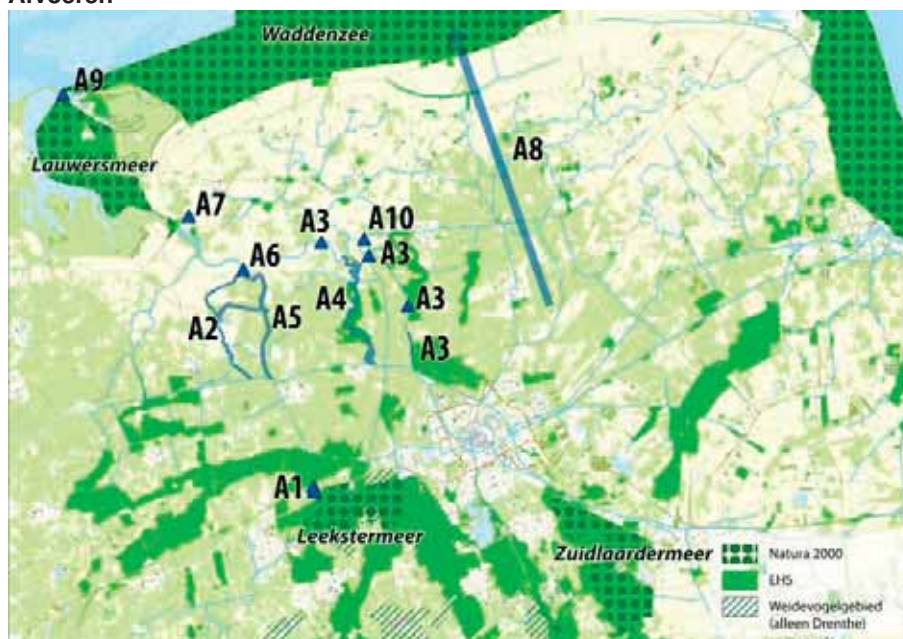 Afvoeren
Waddenzee
A9
A8
Lauwersmeer
A7
A3
A10
A3
A6
A4
A3
A2
A5
A3
A1
Leekstermeer
Zuidlaardermeer
Natura 2000
EHS
Weidevogelgebied
(alleen Drenthe)